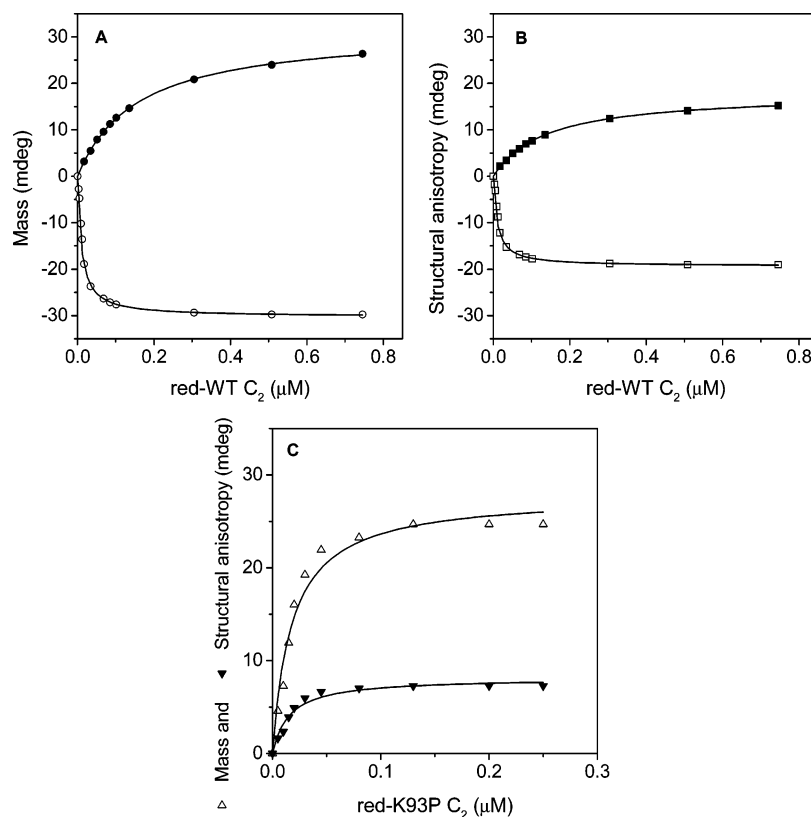 A
30
20
10
0
-10
-20
-30
Mass (mdeg)
0.0 0.2 0.4 0.6 0.8
red-WT C₂ (μM)
B
30
20
10
0
-10
-20
-30
Structural anisotropy (mdeg)
0.0 0.2 0.4 0.6 0.8
red-WT C₂ (μM)
C
30
20
10
0
△ Mass and ▼ Structural anisotropy (mdeg)
0.0 0.1 0.2 0.3
red-K93P C₂ (μM)